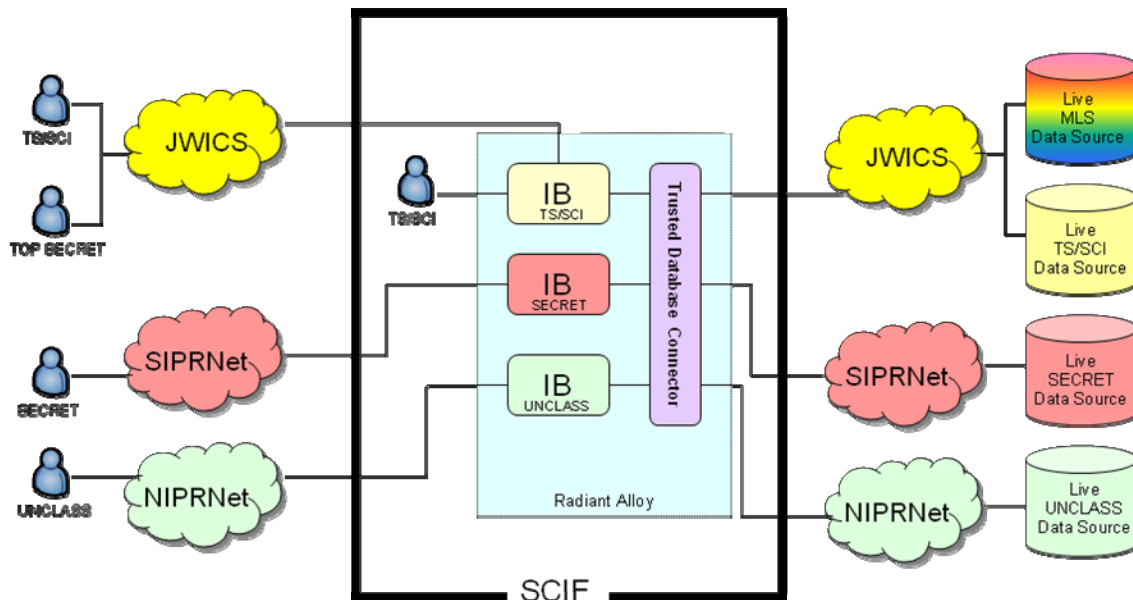 TS/SCI
TOP SECRET
JWICS
SECRET
SIPRNet
UNCLASS
NIPRNet
TS/SCI
IB
TS/SCI
IB
SECRET
IB
UNCLASS
Trusted Database Connector
Radiant Alloy
SCIF
JWICS
SIPRNet
NIPRNet
Live
MLS
Data Source
Live
TS/SCI
Data Source
Live
SECRET
Data Source
Live
UNCLASS
Data Source